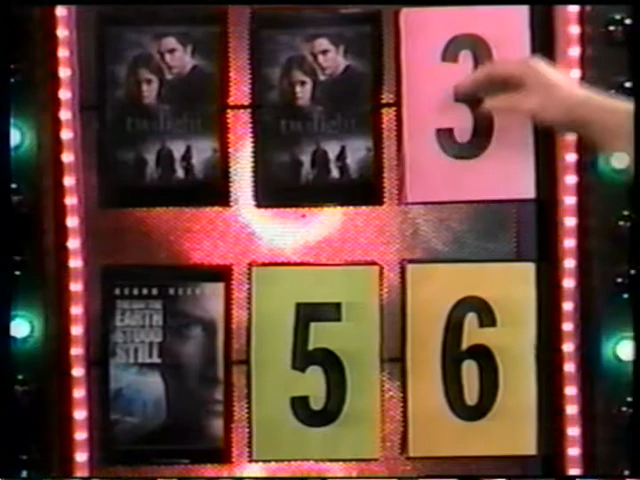 twilight
twilight
3
KEANU REEVES
THE DAY THE
EARTH
STOOD
STILL
5
6